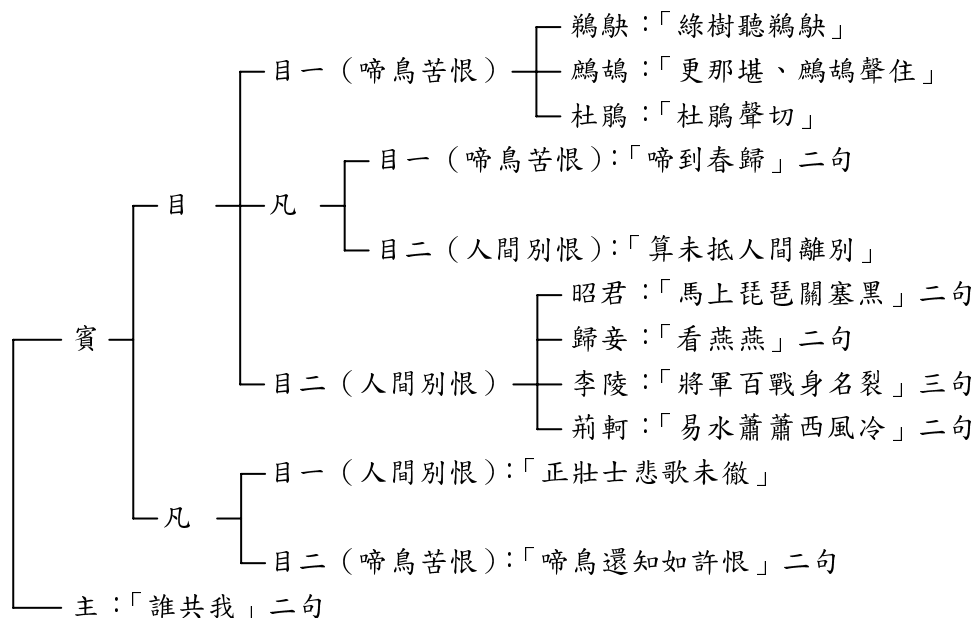 鵜鴃：「綠樹聽鵜鴃」
目一（啼鳥苦恨）
鷓鴣：「更那堪、鷓鴣聲住」
杜鵑：「杜鵑聲切」
目一（啼鳥苦恨）：「啼到春歸」二句
目
凡
目二（人間別恨）：「算未抵人間離別」
昭君：「馬上琵琶關塞黑」二句
賓
歸妾：「看燕燕」二句
目二（人間別恨）
李陵：「將軍百戰身名裂」三句
荊軻：「易水蕭蕭西風冷」二句
目一（人間別恨）：「正壯士悲歌未徹」
凡
目二（啼鳥苦恨）：「啼鳥還知如許恨」二句
主：「誰共我」二句